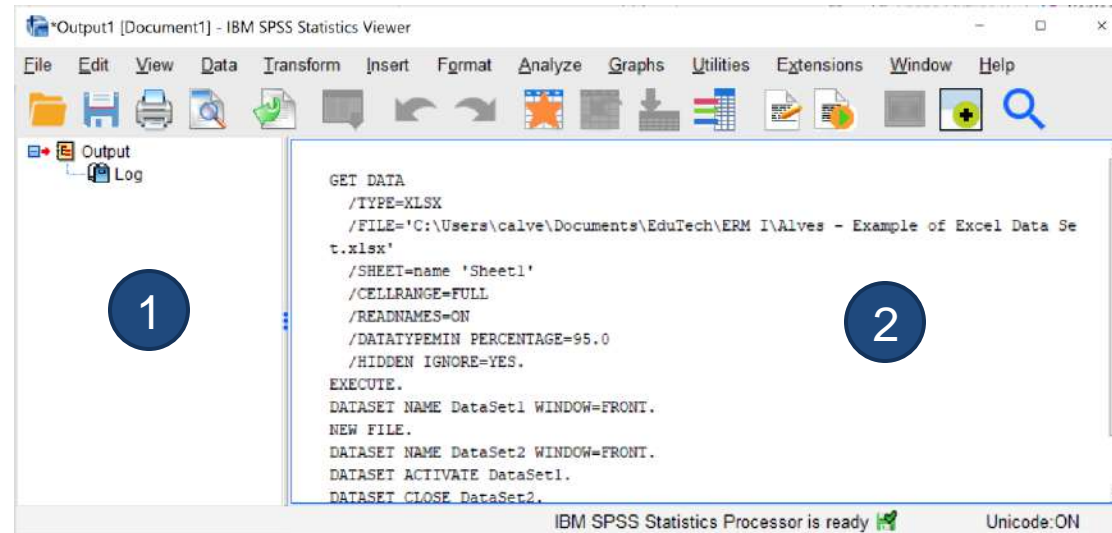 *Output1 [Document1] - IBM SPSS Statistics Viewer
File Edit View Data Transform Insert Format Analyze Graphs Utilities Extensions Window Help
Output
Log
1
GET DATA
/TYPE=XLSX
/FILE='C:\Users\calve\Documents\EduTech\ERM I\Alves - Example of Excel Data Se
t.xlsx'
/SHEET=name 'Sheet1'
/CELLRANGE=FULL
/READNAMES=ON
/DATATYPEMIN PERCENTAGE=95.0
/HIDDEN IGNORE=YES.
EXECUTE.
DATASET NAME DataSet1 WINDOW=FRONT.
NEW FILE.
DATASET NAME DataSet2 WINDOW=FRONT.
DATASET ACTIVATE DataSet1.
DATASET CLOSE DataSet2.
2
IBM SPSS Statistics Processor is ready Unicode:ON